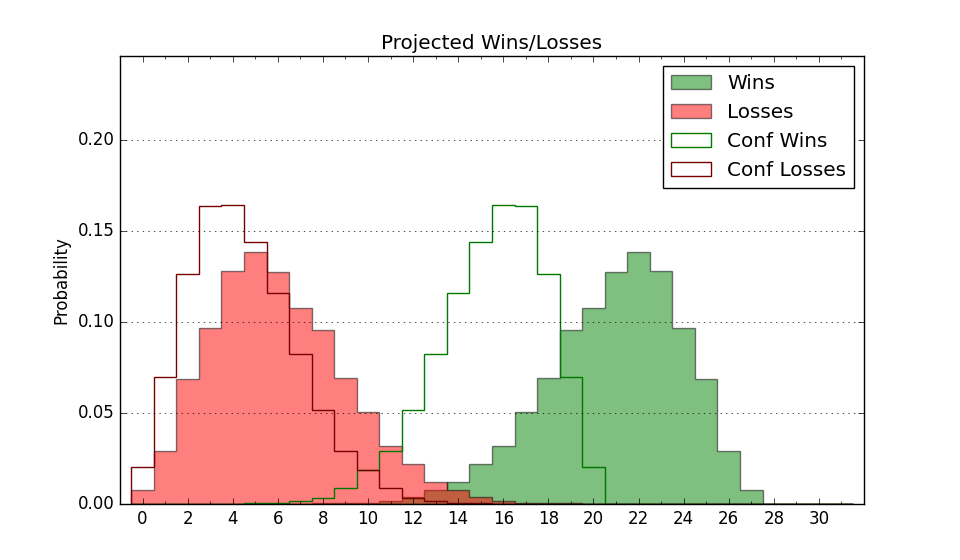 Projected Wins/Losses
Wins
Losses
Conf Wins
Conf Losses
Probability
0.20
0.15
0.10
0.05
0.00
0 2 4 6 8 10 12 14 16 18 20 22 24 26 28 30